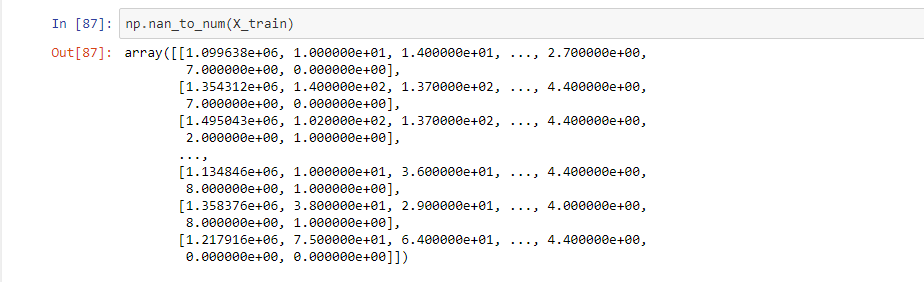 In [87]: np.nan_to_num(X_train)
Out[87]: array([[1.099638e+06, 1.000000e+01, 1.400000e+01, ..., 2.700000e+00,
7.000000e+00, 0.000000e+00],
[1.354312e+06, 1.400000e+02, 1.370000e+02, ..., 4.400000e+00,
7.000000e+00, 0.000000e+00],
[1.495043e+06, 1.020000e+02, 1.370000e+02, ..., 4.400000e+00,
2.000000e+00, 1.000000e+00],
...,
[1.134846e+06, 1.000000e+01, 3.600000e+01, ..., 4.400000e+00,
8.000000e+00, 1.000000e+00],
[1.358376e+06, 3.800000e+01, 2.900000e+01, ..., 4.000000e+00,
8.000000e+00, 1.000000e+00],
[1.217916e+06, 7.500000e+01, 6.400000e+01, ..., 4.400000e+00,
0.000000e+00, 0.000000e+00]])